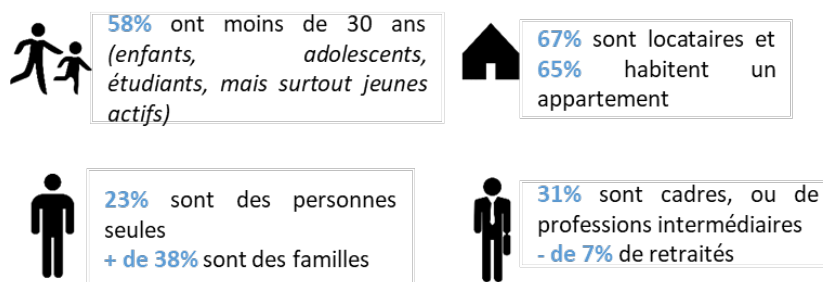 58% ont moins de 30 ans
(enfants, adolescents,
étudiants, mais surtout jeunes
actifs)
67% sont locataires et
65% habitent un
appartement
23% sont des personnes
seules
+ de 38% sont des familles
31% sont cadres, ou de
professions intermédiaires
- de 7% de retraités